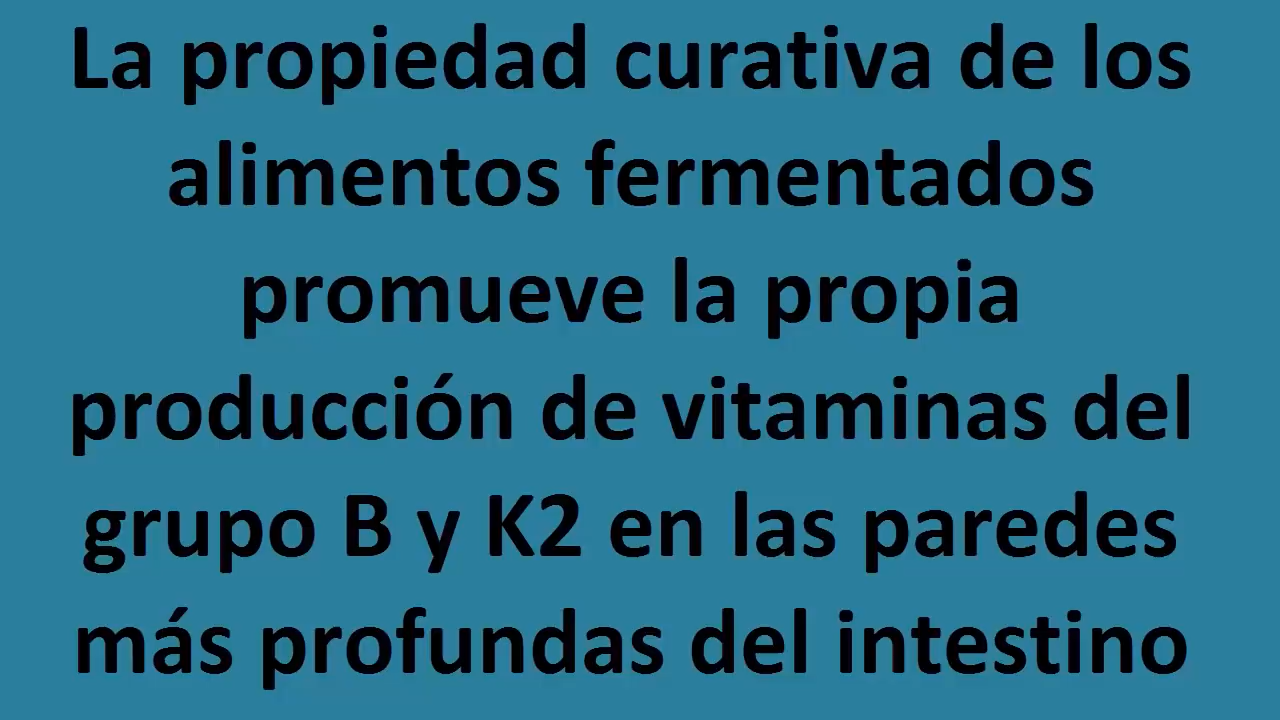 La propiedad curativa de los
alimentos fermentados
promueve la propia
producción de vitaminas del
grupo B y K2 en las paredes
más profundas del intestino